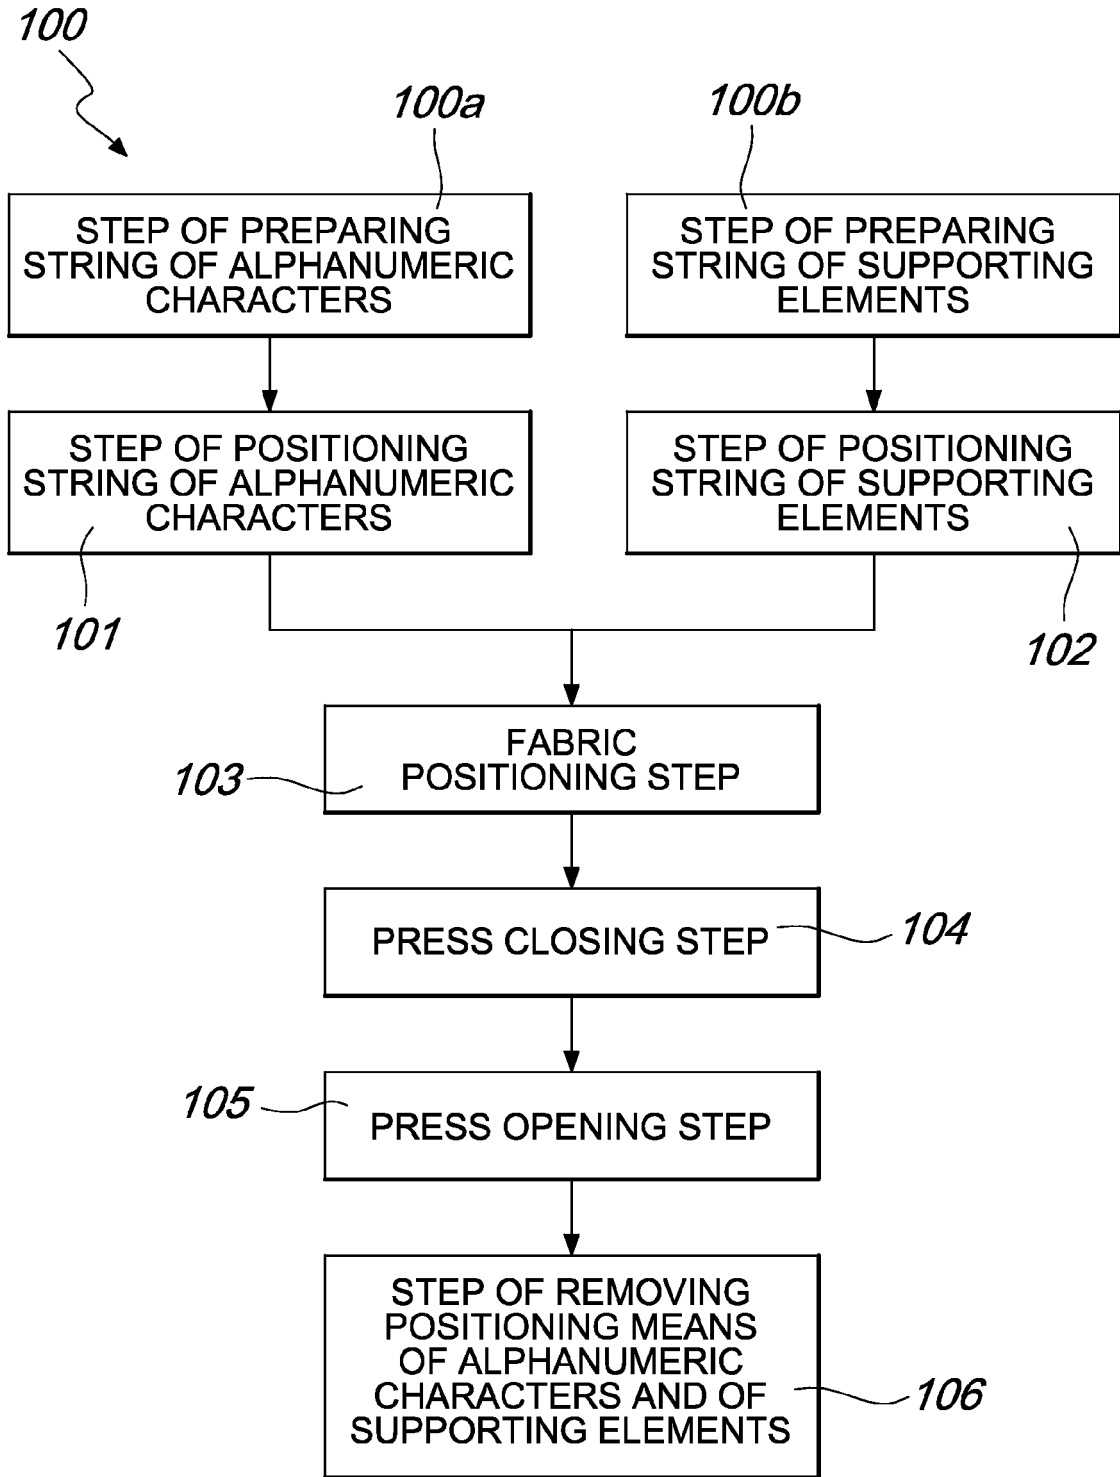 100
100a
100b
STEP OF PREPARING
STRING OF ALPHANUMERIC
CHARACTERS
STEP OF PREPARING
STRING OF SUPPORTING
ELEMENTS
STEP OF POSITIONING
STRING OF ALPHANUMERIC
CHARACTERS
STEP OF POSITIONING
STRING OF SUPPORTING
ELEMENTS
101
102
FABRIC
POSITIONING STEP
103
PRESS CLOSING STEP
104
105
PRESS OPENING STEP
STEP OF REMOVING
POSITIONING MEANS
OF ALPHANUMERIC
CHARACTERS AND OF
SUPPORTING ELEMENTS
106